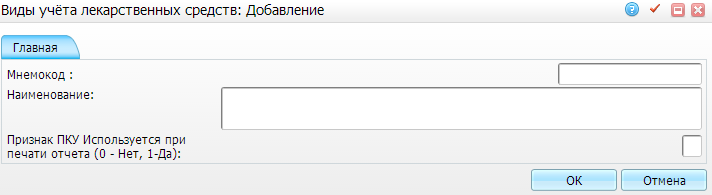 Виды учёта лекарственных средств: Добавление
Главная
Мнемокод :
Наименование:
Признак ПКУ Используется при
печати отчета (0 - Нет, 1-Да):
ОК
Отмена